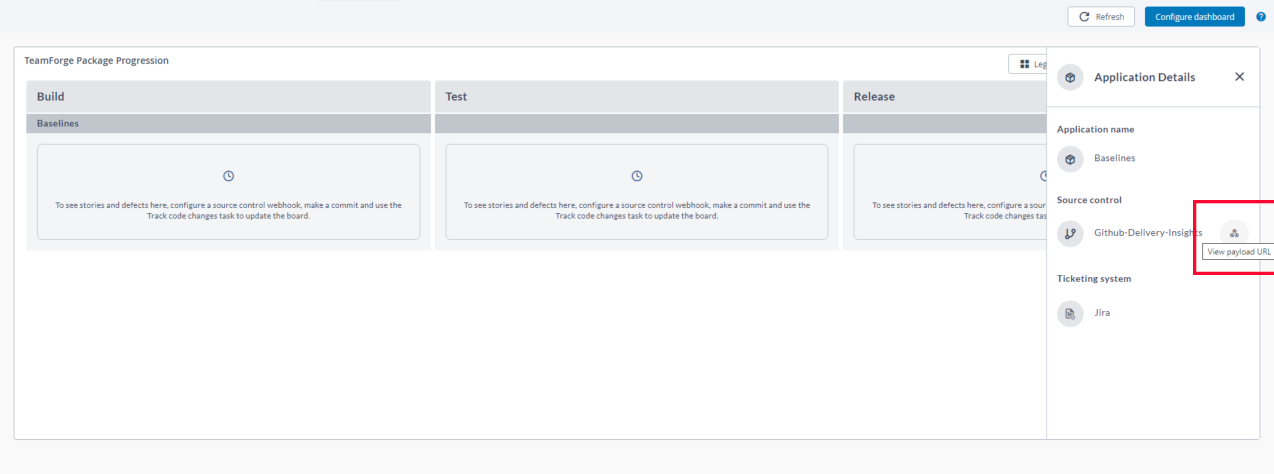 Refresh
Configure dashboard
?
TeamForge Package Progression
Leg
Build
Test
Release
Baselines
To see stories and defects here, configure a source control webhook, make a commit and use the
Track code changes task to update the board.
To see stories and defects here, configure a source control webhook, make a commit and use the
Track code changes task to update the board.
To see stories and defects here, configure a sour
Track code changes tas
Application Details
Application name
Baselines
Source control
Github-Delivery-Insights
View payload URL
Ticketing system
Jira